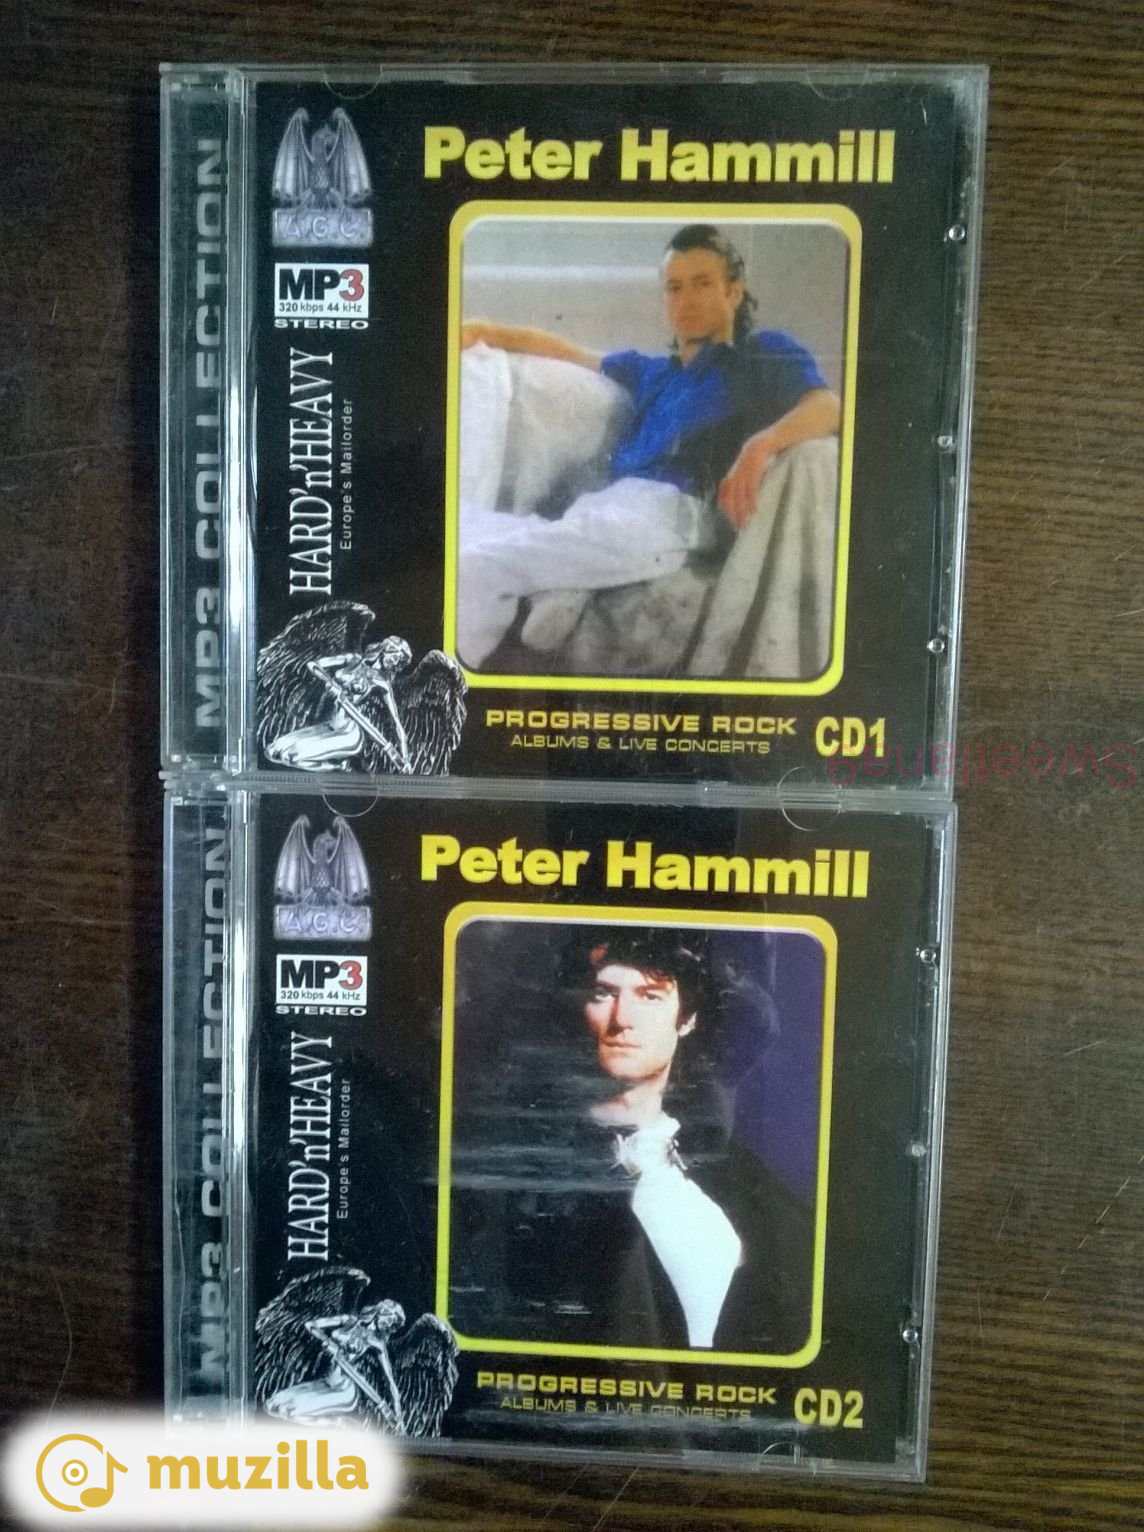 MP3 COLLECTION
Peter Hammill
A.G.C.
MP3
320 kbps 44 kHz
STEREO
HARD'n'HEAVY
Europe's Mailorder
PROGRESSIVE ROCK
ALBUMS & LIVE CONCERTS
CD1
MP3 COLLECTION
Peter Hammill
A.G.C.
MP3
320 kbps 44 kHz
STEREO
HARD'n'HEAVY
Europe's Mailorder
PROGRESSIVE ROCK
ALBUMS & LIVE CONCERTS
CD2
muzilla